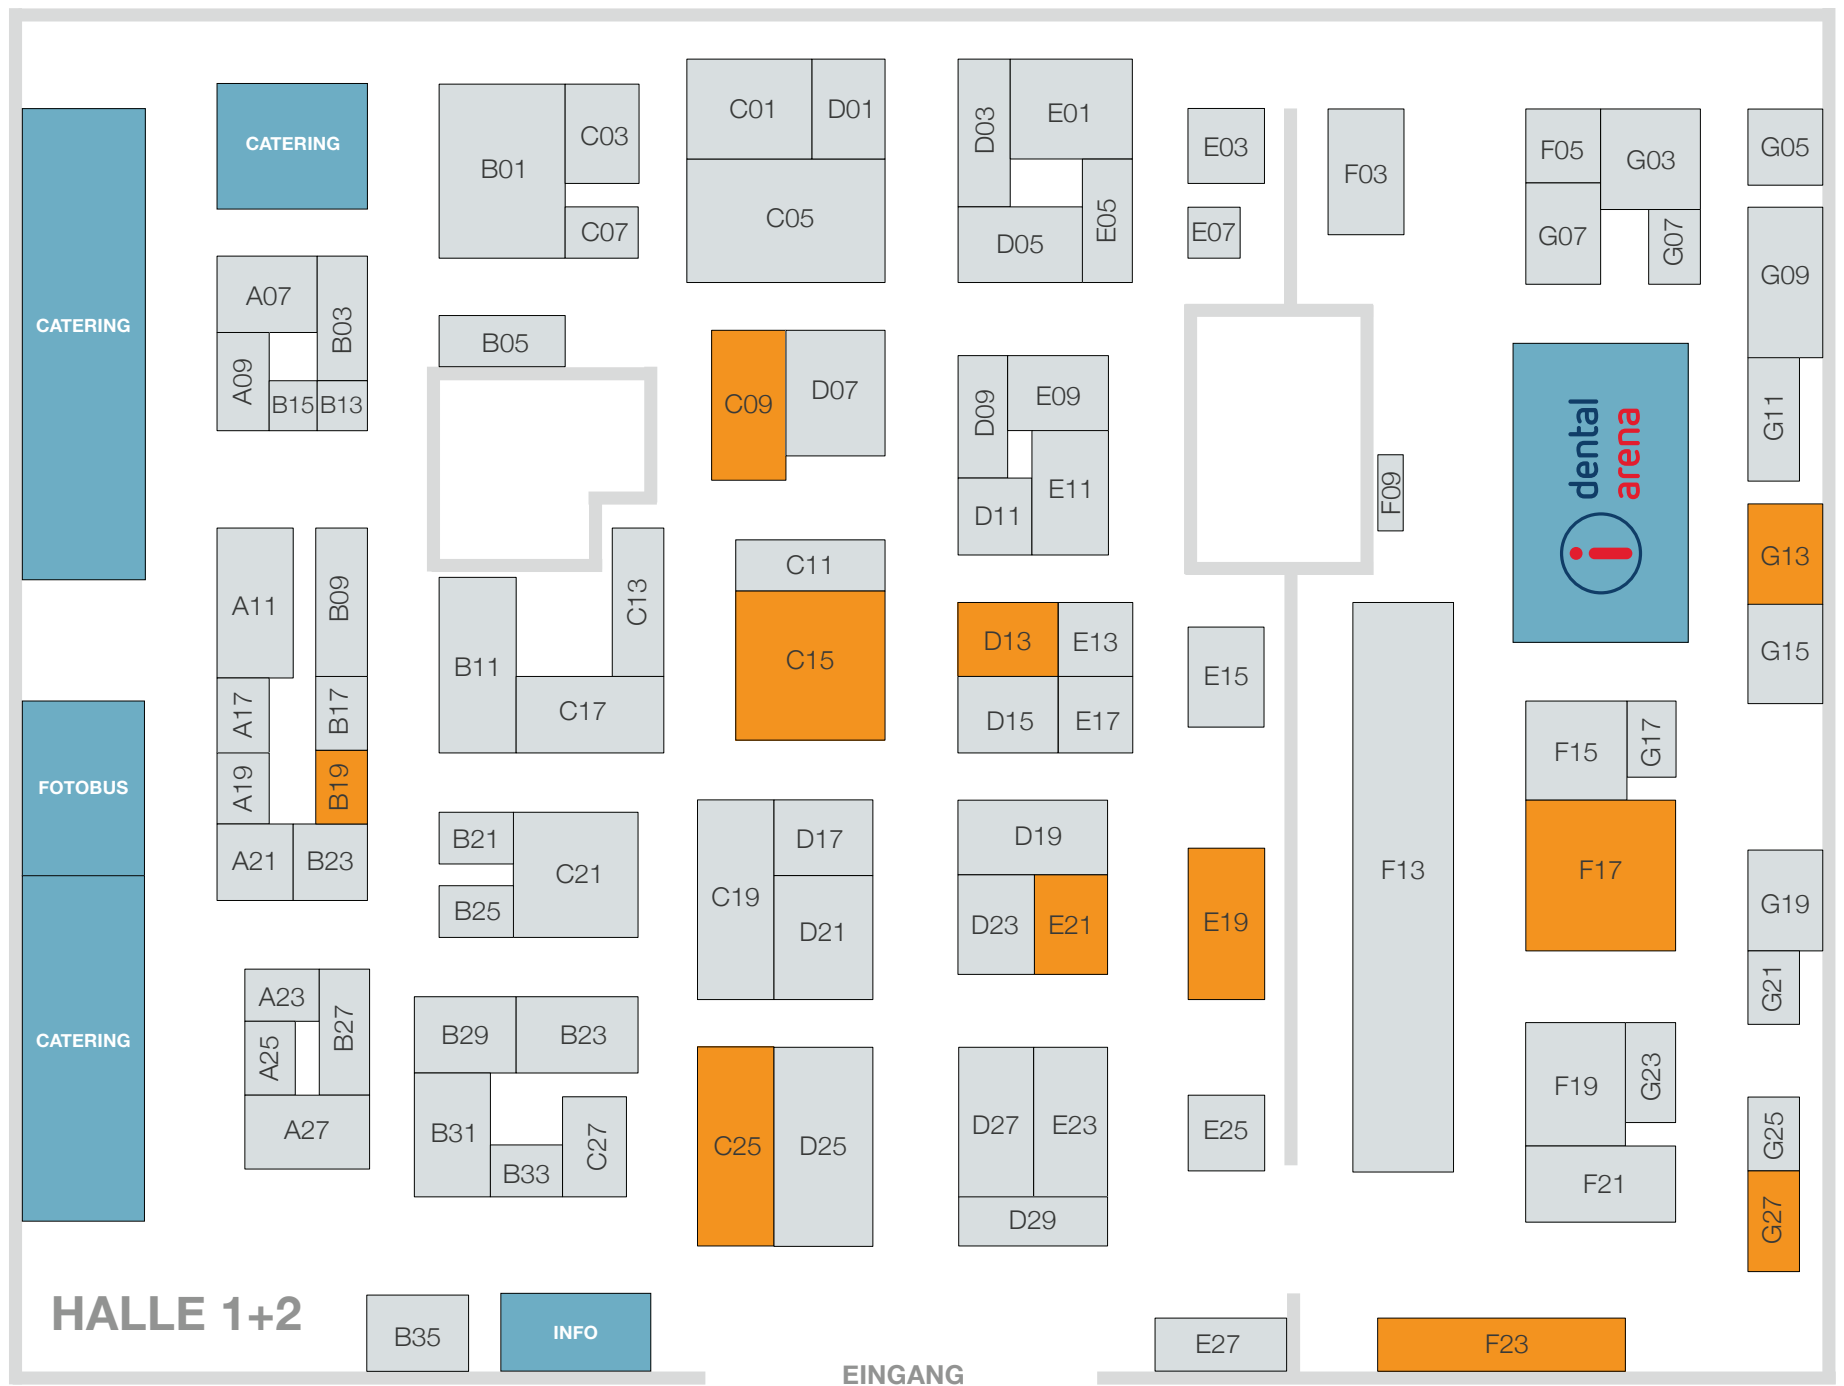 C01
D01
D03
E01
CATERING
B01
C03
E03
F03
F05
G03
G05
C07
C05
D05
E05
E07
G07
G07
CATERING
A07
B03
B05
G09
A09
B15
B13
C09
D07
D09
E09
G11
D11
E11
F09
dental
arena
G13
A11
B09
C11
C13
B11
C15
D13
E13
E15
G15
A17
B17
C17
D15
E17
F15
G17
FOTOBUS
A19
B19
A21
B23
B21
C21
B25
C19
D17
D21
D19
D23
E21
E19
F13
F17
G19
G21
CATERING
A23
B27
A25
A27
B29
B23
B31
B33
C27
C25
D25
D27
E23
D29
E25
F19
G23
F21
G25
G27
HALLE 1+2
B35
INFO
E27
F23
EINGANG